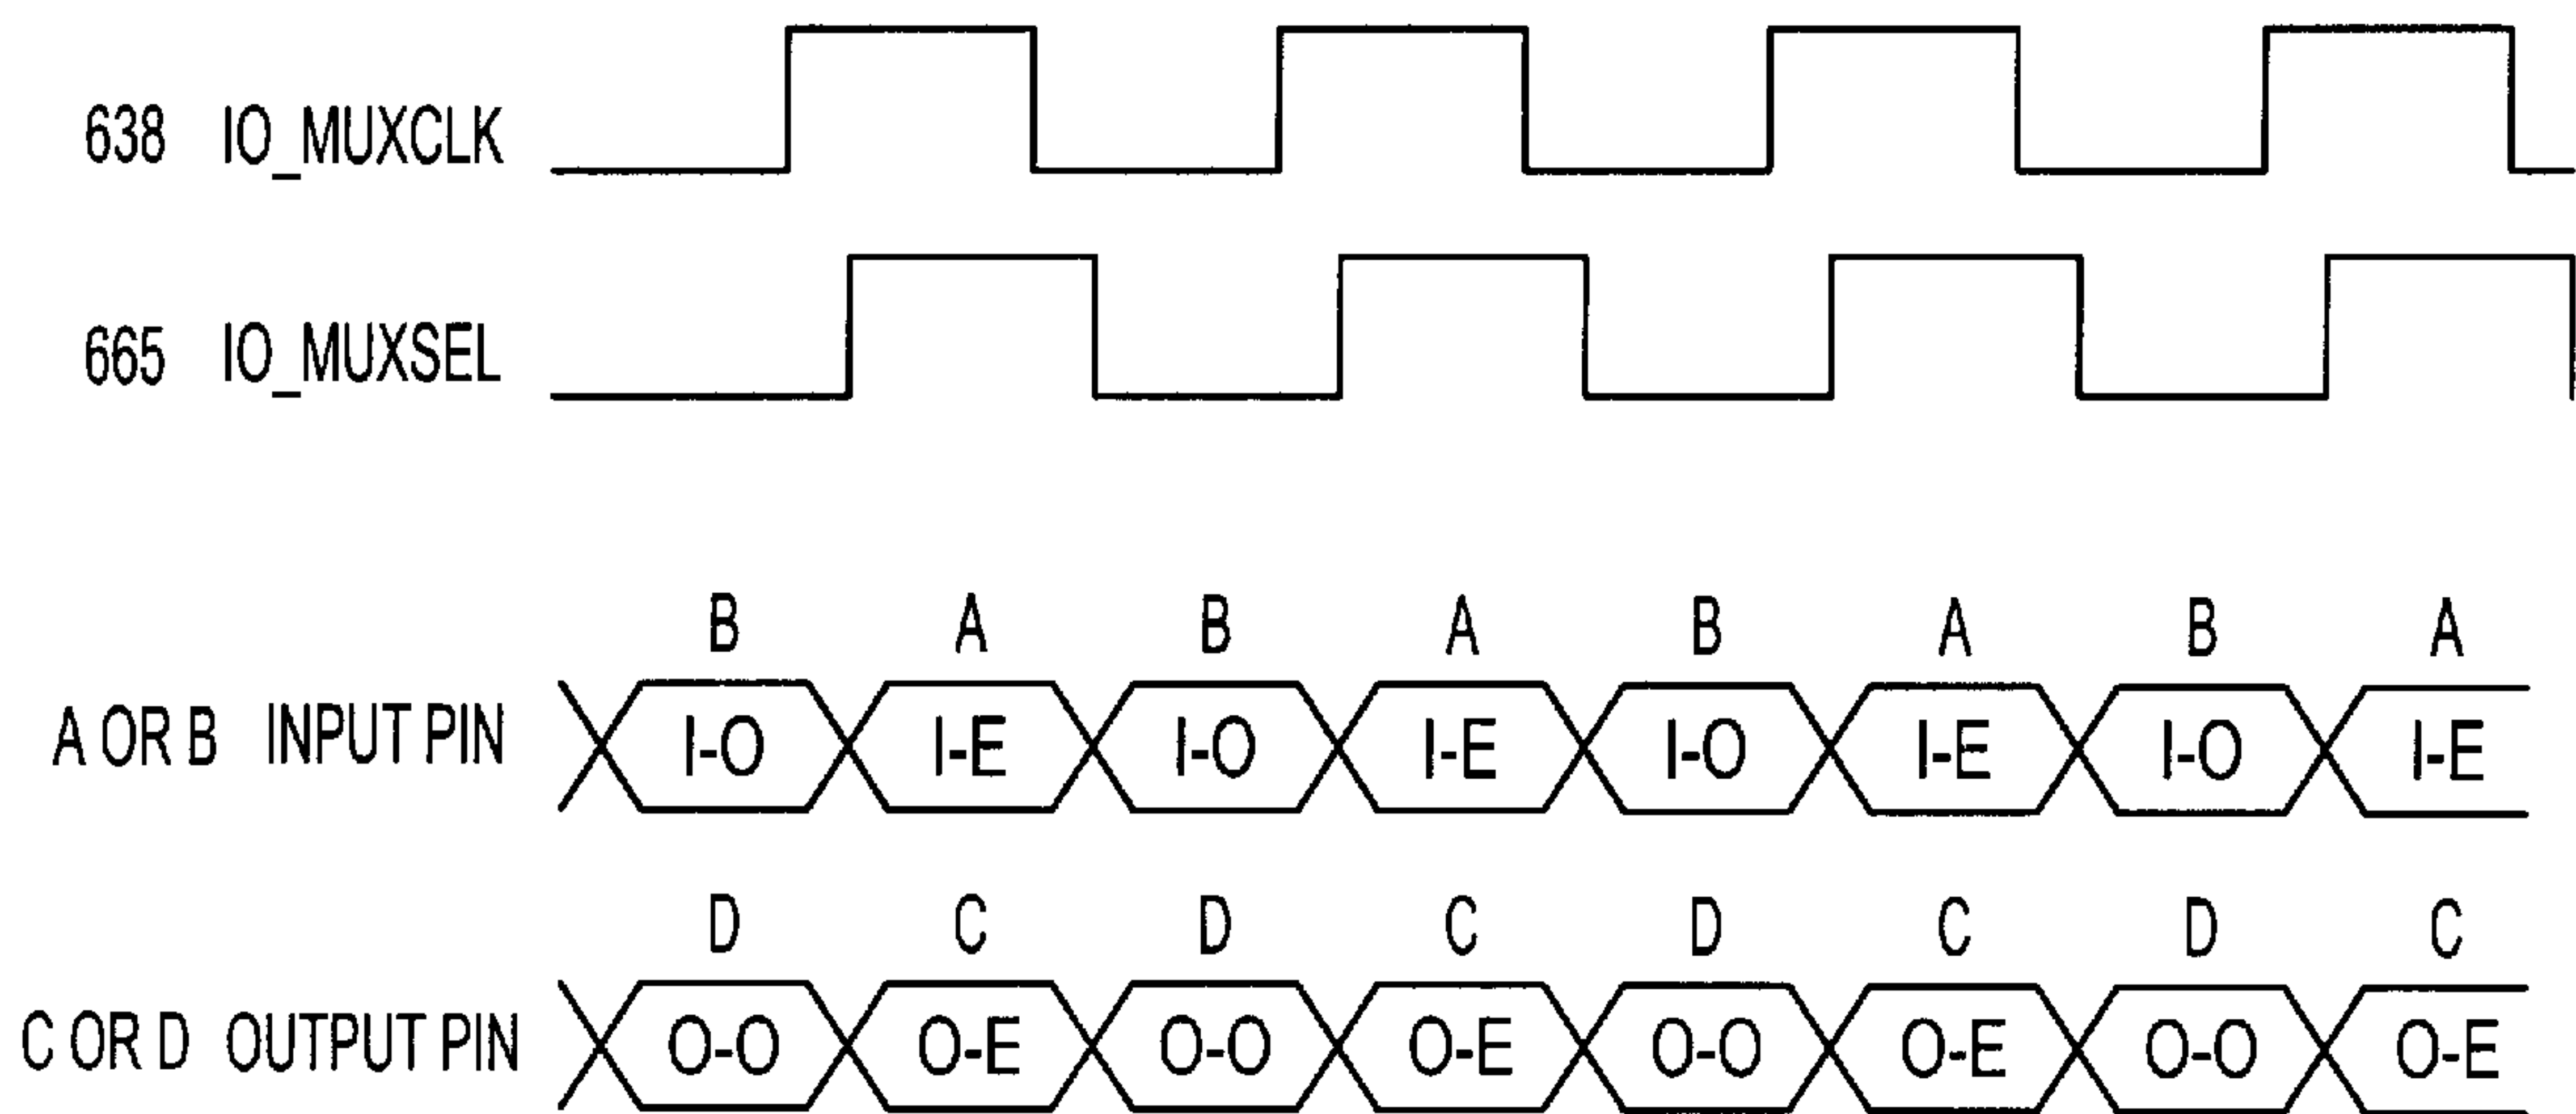 638 IO_MUXCLK
665 IO_MUXSEL
B A B A B A B A
A OR B INPUT PIN I-O I-E I-O I-E I-O I-E I-O I-E
D C D C D C D C
C OR D OUTPUT PIN O-O O-E O-O O-E O-O O-E O-O O-E